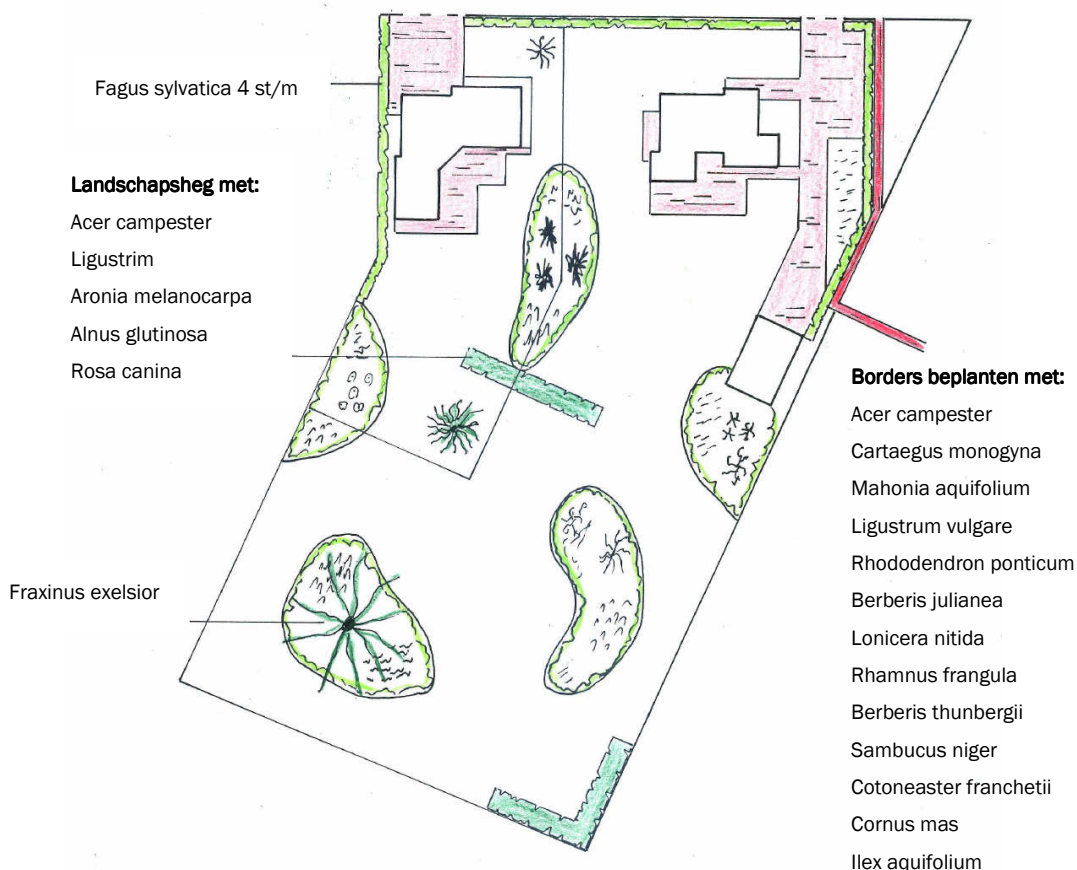 Fagus sylvatica 4 st/m
Landschapsheg met:
Acer campester
Ligustrim
Aronia melanocarpa
Alnus glutinosa
Rosa canina
Fraxinus exelsior
Borders beplanten met:
Acer campester
Cartaegus monogyna
Mahonia aquifolium
Ligustrum vulgare
Rhododendron ponticum
Berberis julianea
Lonicera nitida
Rhamnus frangula
Berberis thunbergii
Sambucus niger
Cotoneaster franchetii
Cornus mas
Ilex aquifolium